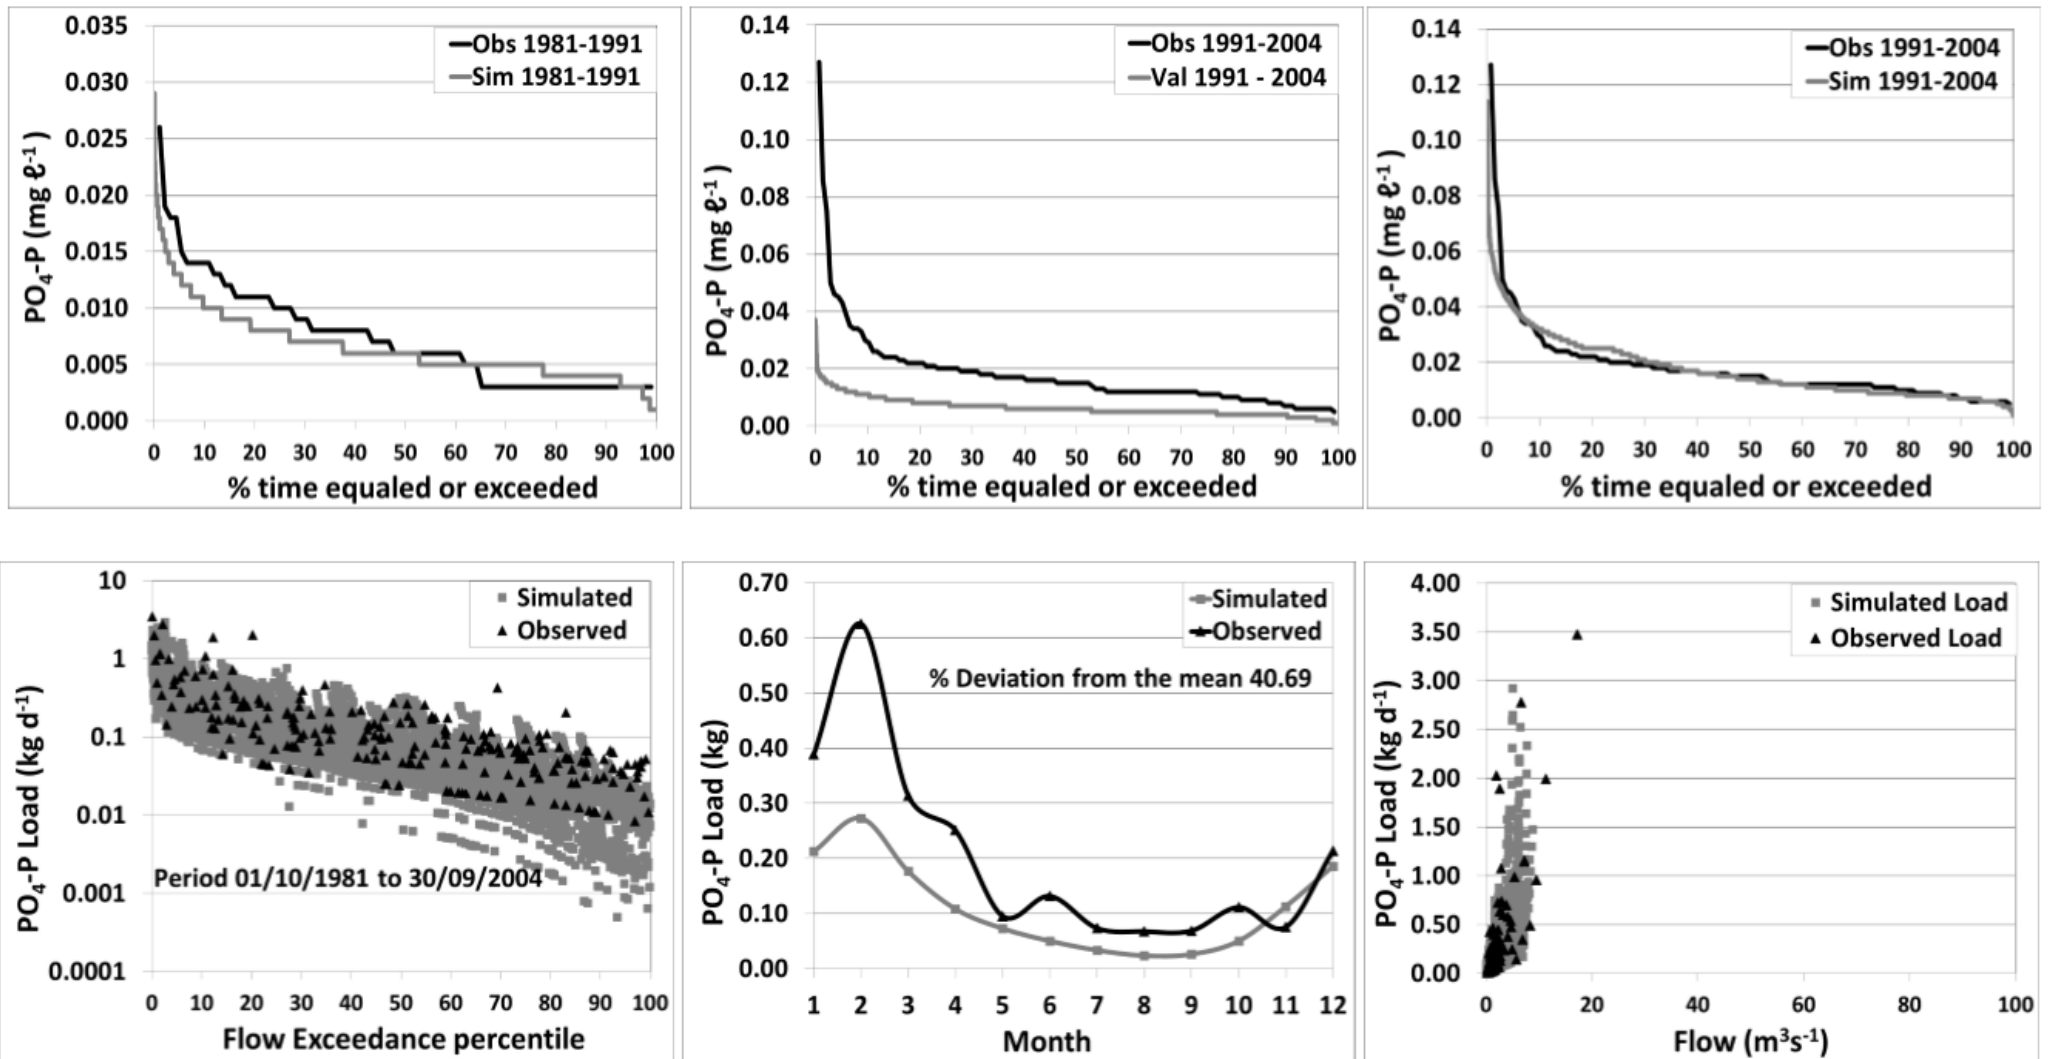 0.035
0.030
0.025
0.020
0.015
0.010
0.005
0.000
PO4-P (mg ℓ-1 )
Obs 1981-1991
Sim 1981-1991
0 10 20 30 40 50 60 70 80 90 100
% time equaled or exceeded
0.14
0.12
0.10
0.08
0.06
0.04
0.02
0.00
PO4-P (mg ℓ-1 )
Obs 1991-2004
Val 1991 - 2004
0 10 20 30 40 50 60 70 80 90 100
% time equaled or exceeded
0.14
0.12
0.10
0.08
0.06
0.04
0.02
0.00
PO4-P (mg ℓ-1 )
Obs 1991-2004
Sim 1991-2004
0 10 20 30 40 50 60 70 80 90 100
% time equaled or exceeded
10
1
0.1
0.01
0.001
0.0001
PO4-P Load (kg d-1)
Simulated
Observed
Period 01/10/1981 to 30/09/2004
0 10 20 30 40 50 60 70 80 90 100
Flow Exceedance percentile
0.70
0.60
0.50
0.40
0.30
0.20
0.10
0.00
PO4-P Load (kg)
Simulated
Observed
% Deviation from the mean 40.69
1 2 3 4 5 6 7 8 9 10 11 12
Month
4.00
3.50
3.00
2.50
2.00
1.50
1.00
0.50
0.00
PO4-P Load (kg d-1)
Simulated Load
Observed Load
0 20 40 60 80 100
Flow (m3s-1)